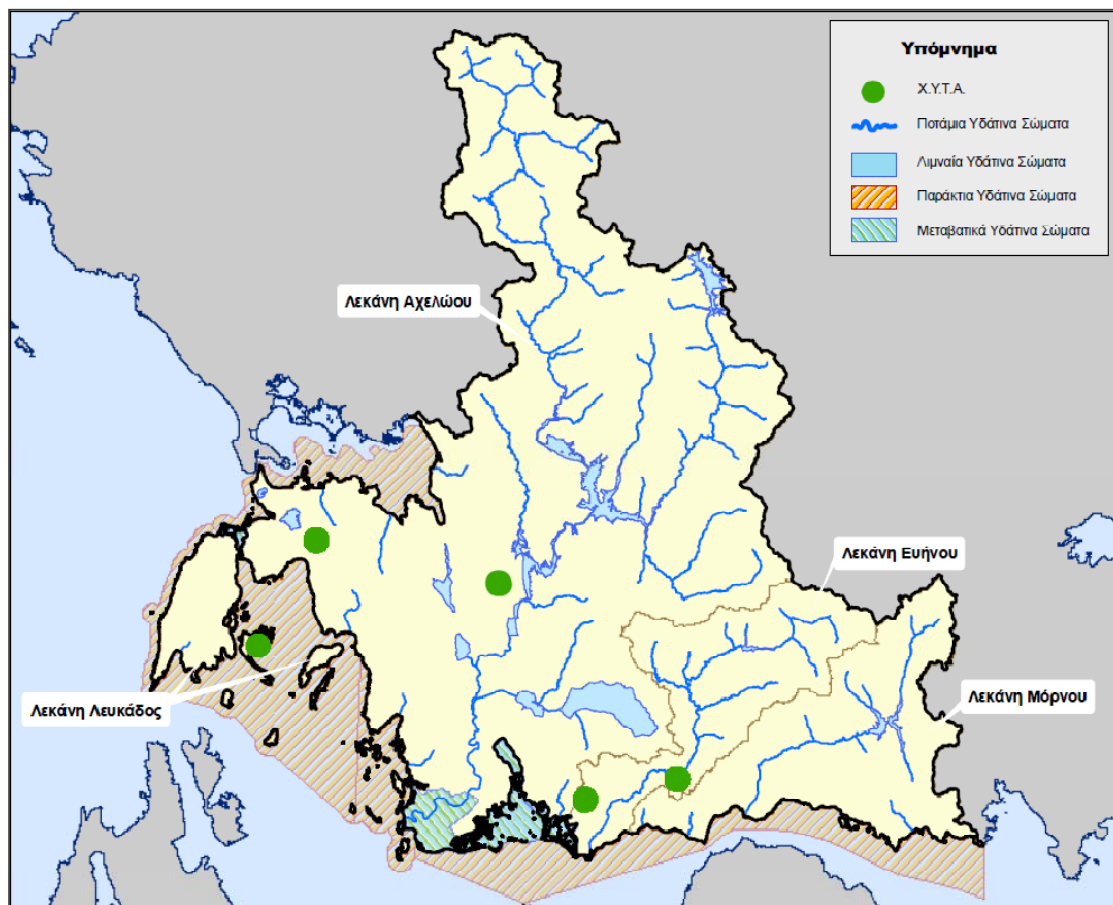 Υπόμνημα
Χ.Υ.Τ.Α.
Ποτάμια Υδάτινα Σώματα
Λιμναία Υδάτινα Σώματα
Παράκτια Υδάτινα Σώματα
Μεταβατικά Υδάτινα Σώματα
Λεκάνη Αχελώου
Λεκάνη Ευήνου
Λεκάνη Μόρνου
Λεκάνη Λευκάδος